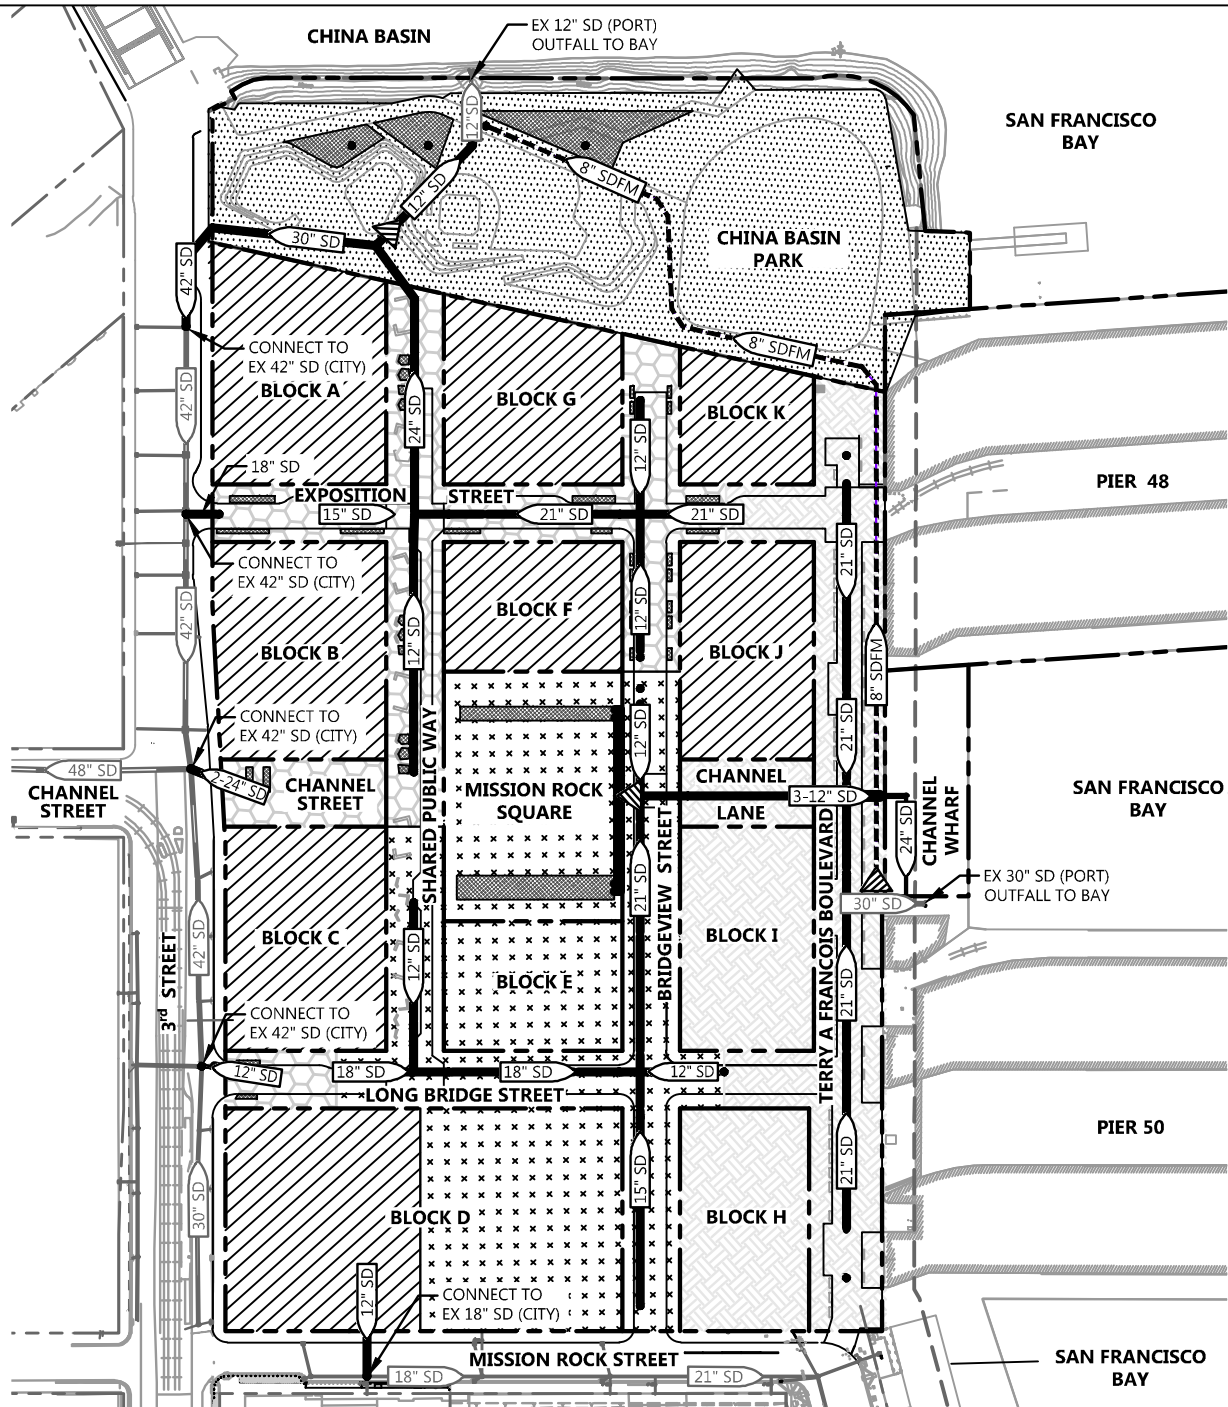 EX 12" SD (PORT)
OUTFALL TO BAY
CHINA BASIN
12"SD
SAN FRANCISCO
BAY
8" SDFM
12" SD
30" SD
42" SD
CHINA BASIN
PARK
CONNECT TO
EX 42" SD (CITY)
8" SDFM
42" SD
BLOCK A
24" SD
BLOCK G
BLOCK K
12" SD
18" SD
PIER 48
EXPOSITION
STREET
15" SD
21" SD
21" SD
21" SD
CONNECT TO
EX 42" SD (CITY)
42" SD
BLOCK B
12" SD
BLOCK F
12" SD
BLOCK J
8" SDFM
CONNECT TO
EX 42" SD (CITY)
12" SD
21" SD
48" SD
2-24" SD
CHANNEL
STREET
CHANNEL
STREET
SHARED PUBLIC WAY
MISSION ROCK
SQUARE
CHANNEL
LANE
3-12" SD
SAN FRANCISCO
BAY
24" SD
CHANNEL
WHARF
21" SD
BRIDGEVIEW STREET
TERRY A FRANCOIS BOULEVARD
EX 30" SD (PORT)
OUTFALL TO BAY
30" SD
42" SD
BLOCK C
12" SD
BLOCK I
3rd STREET
BLOCK E
21" SD
CONNECT TO
EX 42" SD (CITY)
12" SD
18" SD
18" SD
12" SD
LONG BRIDGE STREET
PIER 50
30" SD
15" SD
21" SD
BLOCK D
BLOCK H
12" SD
CONNECT TO
EX 18" SD (CITY)
MISSION ROCK STREET
18" SD
21" SD
SAN FRANCISCO
BAY